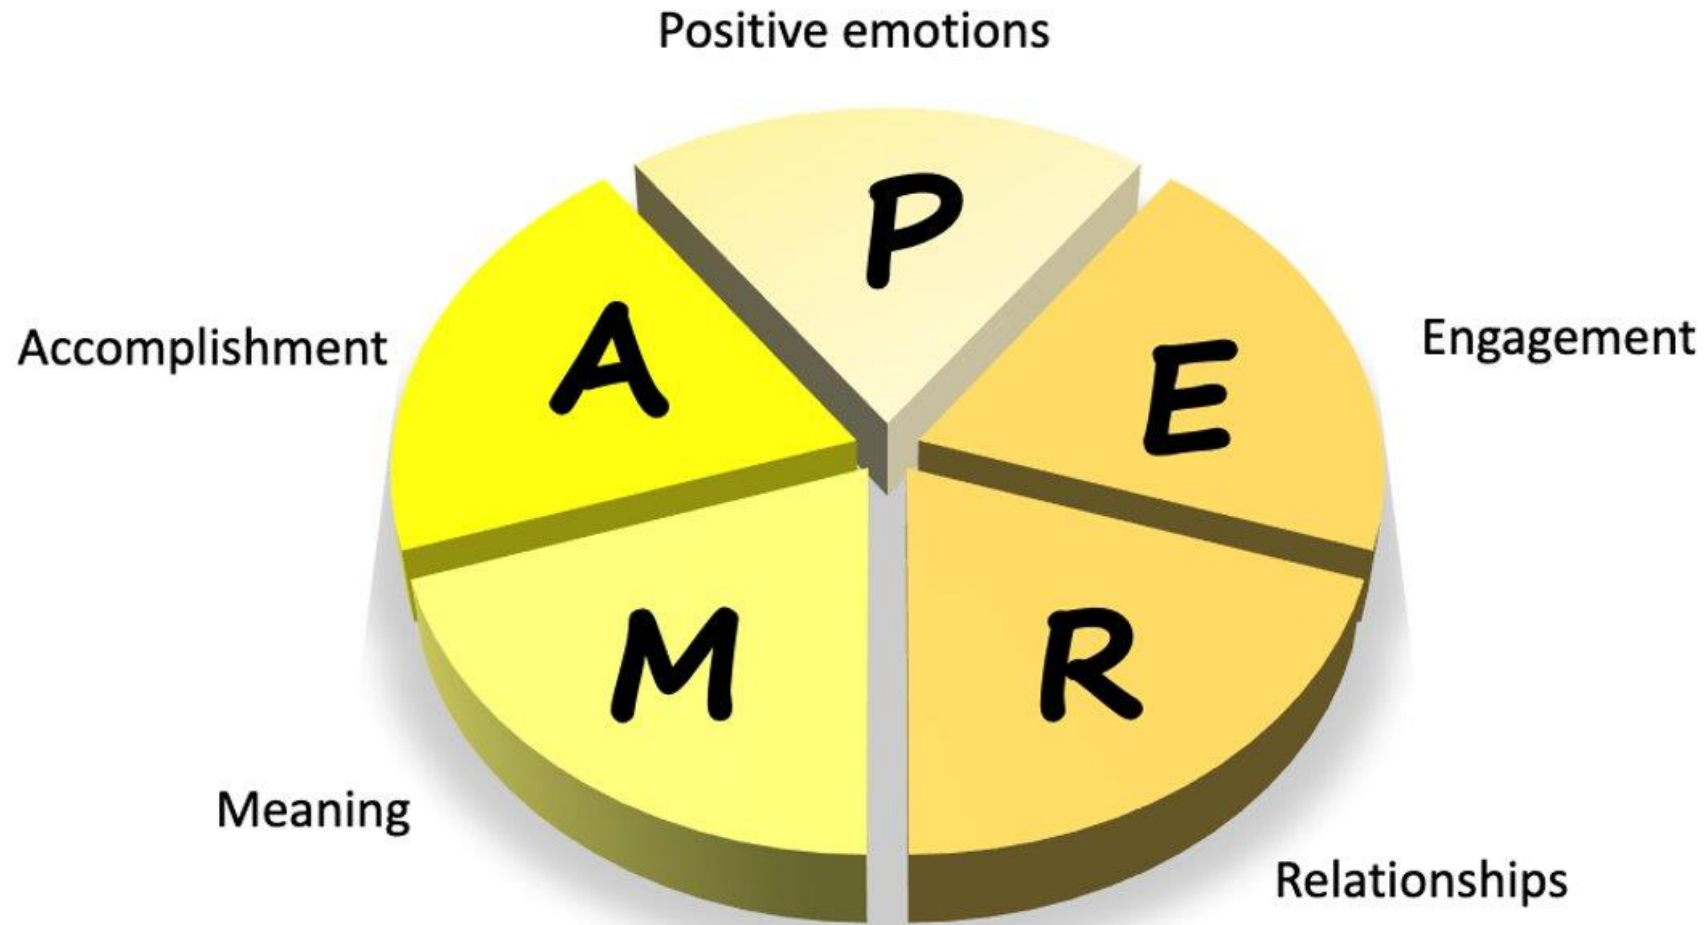 Positive emotions
P
A
E
Accomplishment
Engagement
M
R
Meaning
Relationships